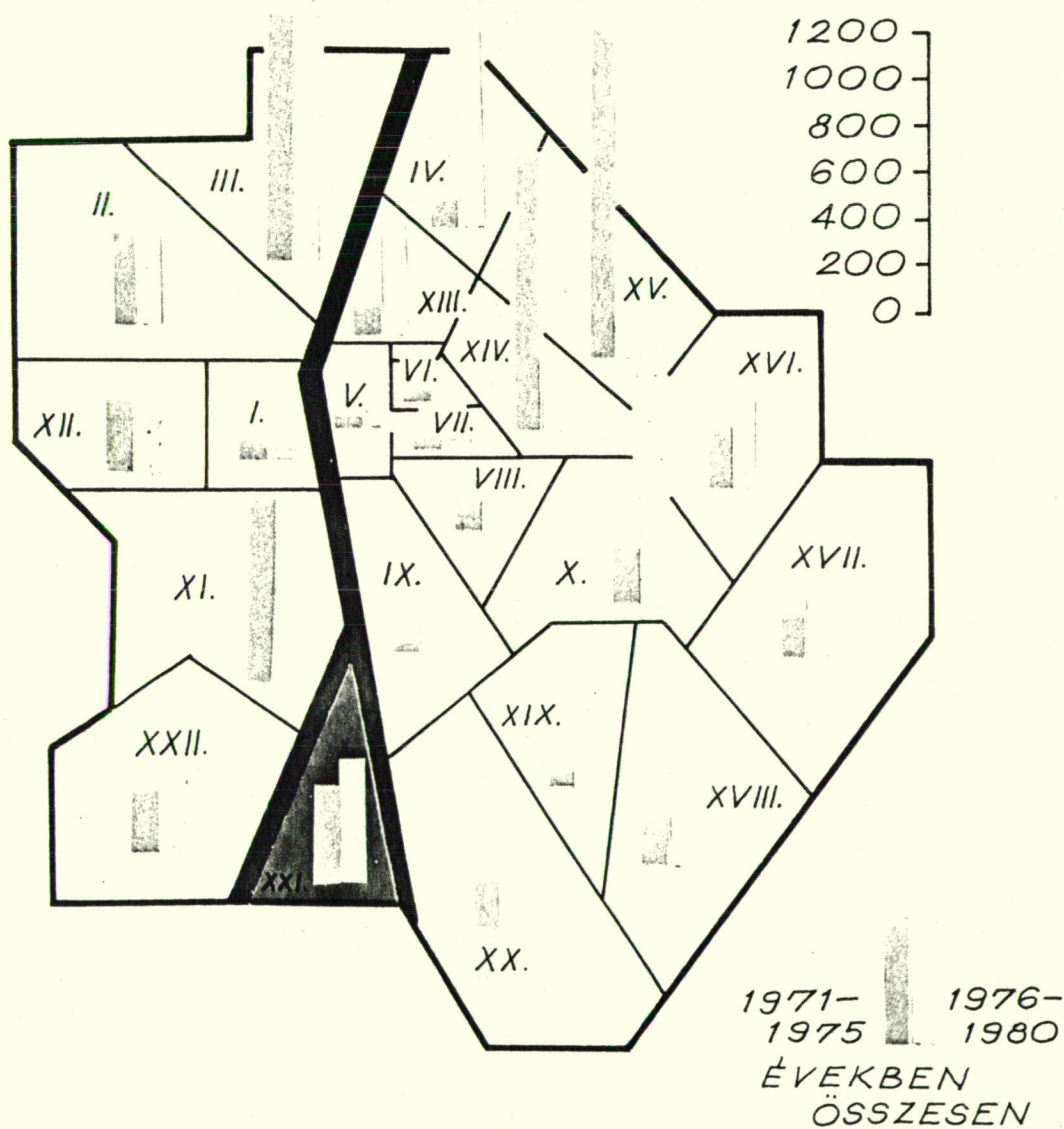 1200
1000
800
600
400
200
0
III.
IV.
II.
XIII.
XV.
XIV.
XVI.
VI.
XII.
I.
V.
VII.
VIII.
XI.
IX.
X.
XVII.
XIX.
XXII.
XVIII.
XXI.
XX.
1971-
1975
1976-
1980
ÉVEKBEN
ÖSSZESEN